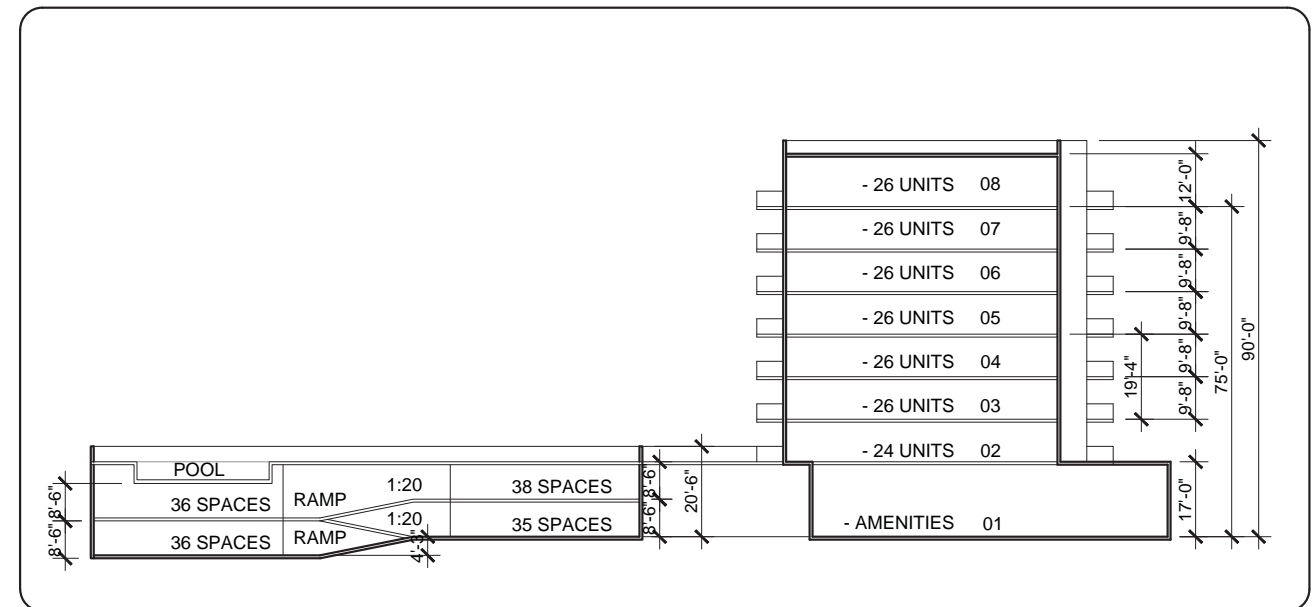 - 26 UNITS 08
- 26 UNITS 07
- 26 UNITS 06
- 26 UNITS 05
- 26 UNITS 04
- 26 UNITS 03
- 24 UNITS 02
- AMENITIES 01
12'-0"
9'-8"
9'-8"
9'-8"
9'-8"
9'-8"
19'-4"
17'-0"
75'-0"
90'-0"
POOL
36 SPACES
RAMP
1:20
38 SPACES
36 SPACES
RAMP
1:20
35 SPACES
8'-6"
8'-6"
4'-3"
8'-6"
8'-6"
20'-6"